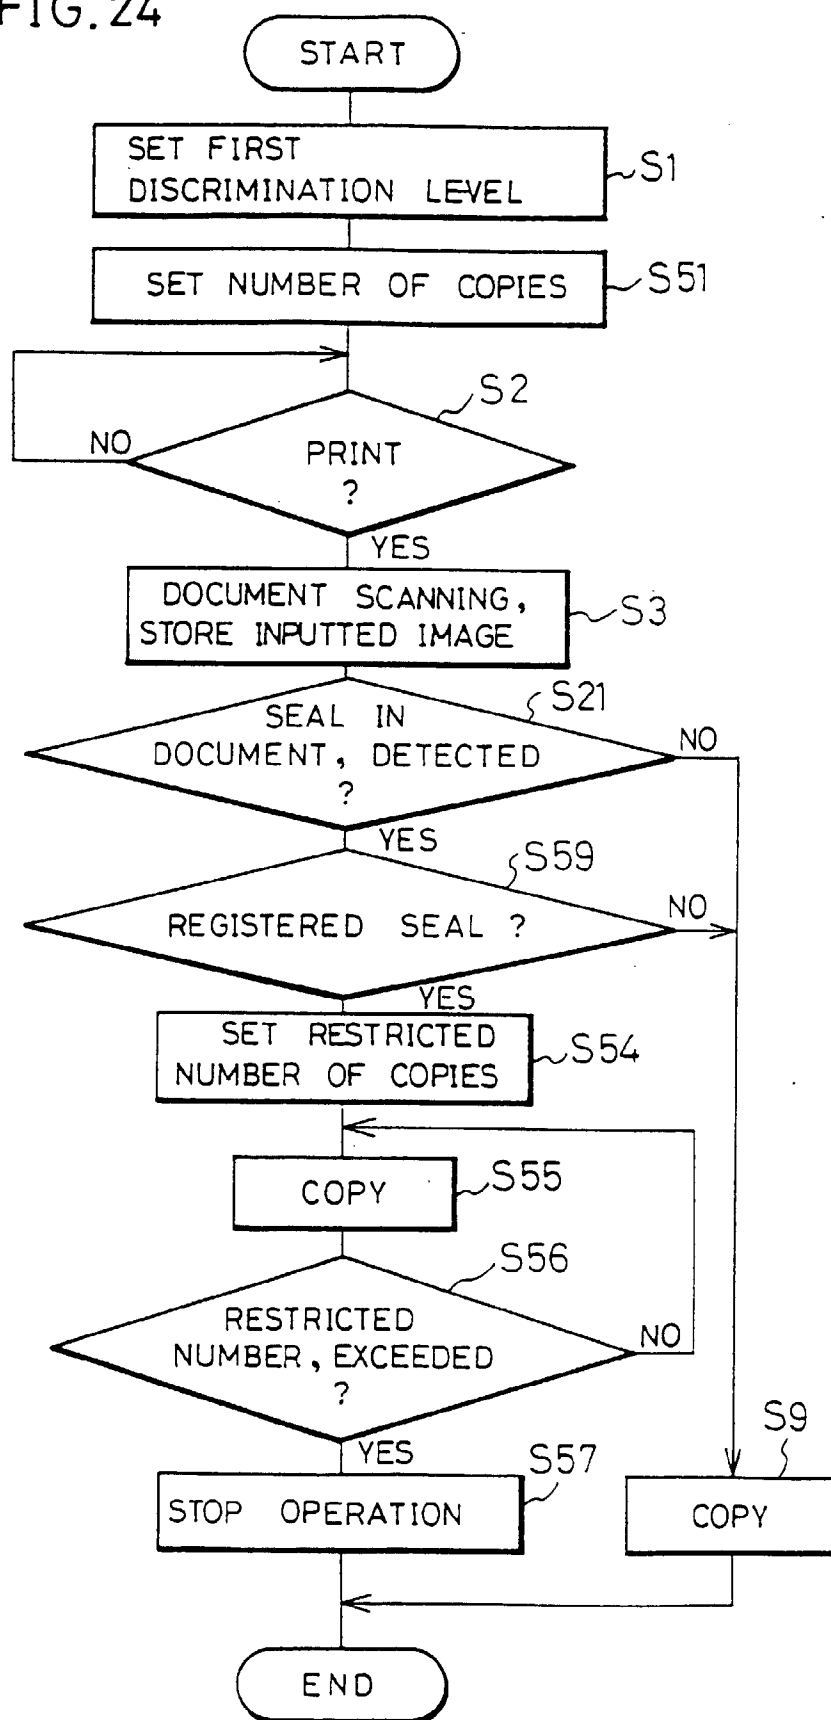 FIG. 24
START
SET FIRST
DISCRIMINATION LEVEL
S1
SET NUMBER OF COPIES
S51
S2
NO
PRINT
?
YES
DOCUMENT SCANNING,
STORE INPUTTED IMAGE
S3
S21
SEAL IN
DOCUMENT, DETECTED
?
NO
YES
S59
REGISTERED SEAL ?
NO
YES
SET RESTRICTED
NUMBER OF COPIES
S54
COPY
S55
S56
RESTRICTED
NUMBER, EXCEEDED
?
NO
YES
S57
STOP OPERATION
S9
COPY
END